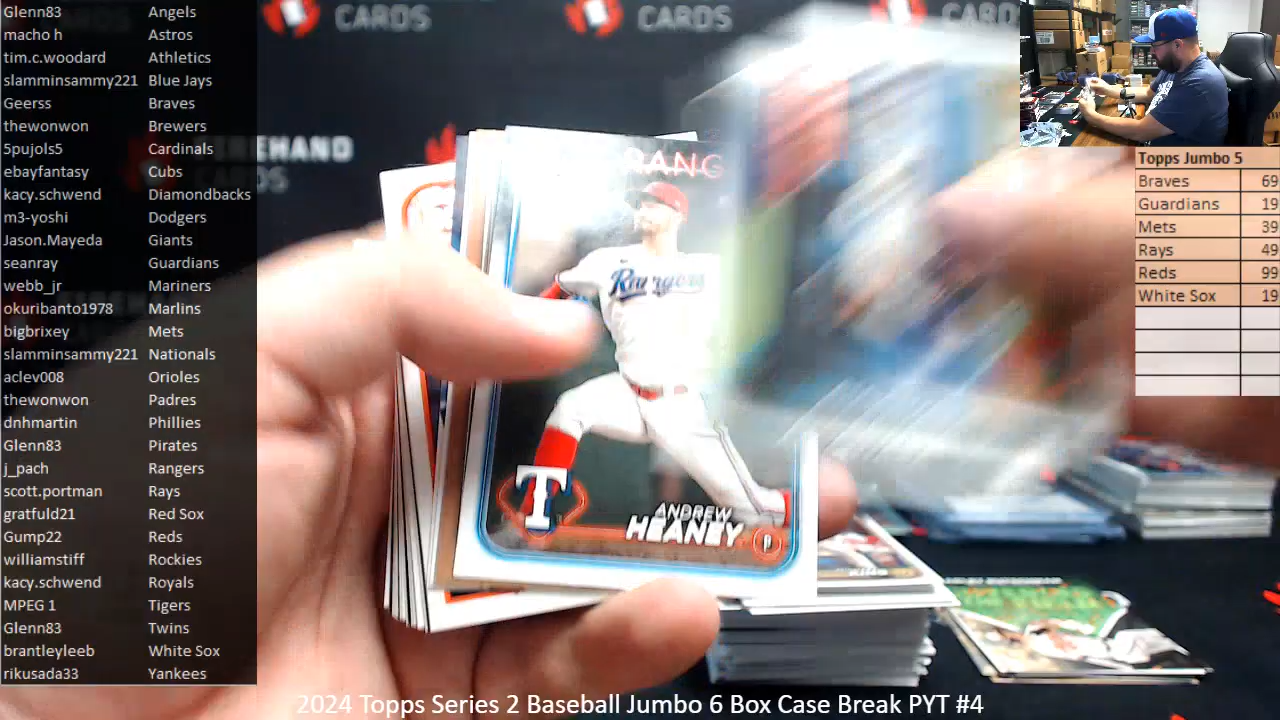 Glenn83 Angels
macho h Astros
tim.c.woodard Athletics
slamminsammy221 Blue Jays
Geerss Braves
thewonwon Brewers
5pujols5 Cardinals
ebayfantasy Cubs
kacy.schwend Diamondbacks
m3-yoshi Dodgers
Jason.Mayeda Giants
seanray Guardians
webb_jr Mariners
okuribanto1978 Marlins
bigbrixey Mets
slamminsammy221 Nationals
aclev008 Orioles
thewonwon Padres
dnhmartin Phillies
Glenn83 Pirates
j_pach Rangers
scott.portman Rays
gratfuld21 Red Sox
Gump22 Reds
williamstiff Rockies
kacy.schwend Royals
MPEG 1 Tigers
Glenn83 Twins
brantleyleeb White Sox
rikusada33 Yankees
CARDS
CARDS
CARD
RANG
Rangers
T
ANDREW
HEANEY
P
Topps Jumbo 5
Braves 69
Guardians 19
Mets 39
Rays 49
Reds 99
White Sox 19
2024 Topps Series 2 Baseball Jumbo 6 Box Case Break PYT #4